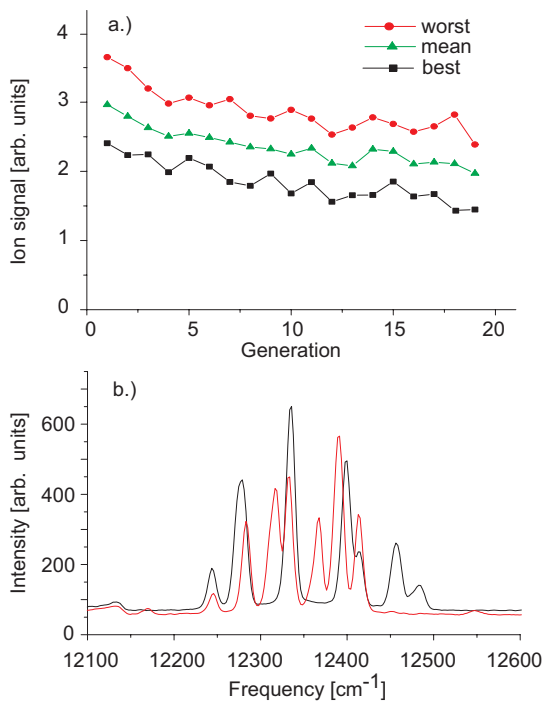 a.)
worst
mean
best
Ion signal [arb. units]
4
3
2
1
0
0 5 10 15 20
Generation
b.)
Intensity [arb. units]
600
400
200
0
12100 12200 12300 12400 12500 12600
Frequency [cm-1]